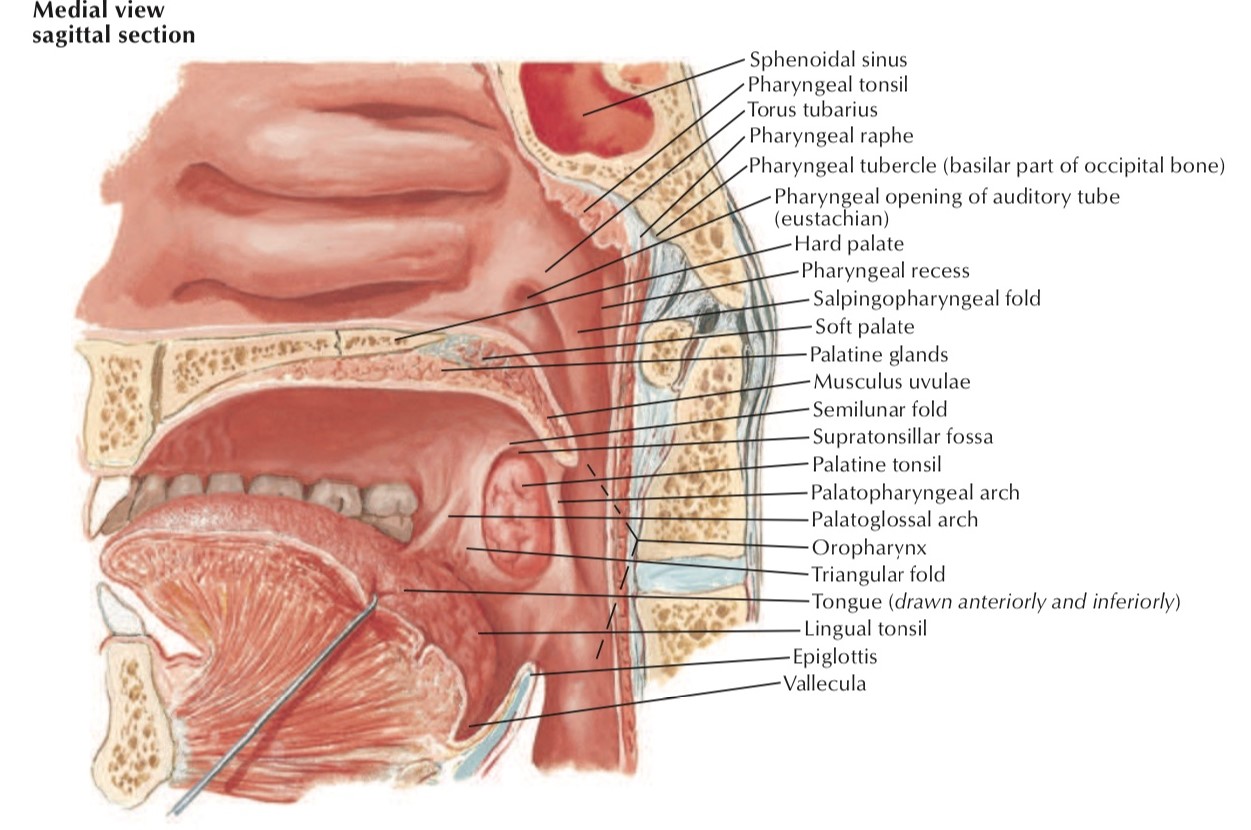 Medial view
sagittal section
Sphenoidal sinus
Pharyngeal tonsil
Torus tubarius
Pharyngeal raphe
Pharyngeal tubercle (basilar part of occipital bone)
Pharyngeal opening of auditory tube
(eustachian)
Hard palate
Pharyngeal recess
Salpingopharyngeal fold
Soft palate
Palatine glands
Musculus uvulae
Semilunar fold
Supratonsillar fossa
Palatine tonsil
Palatopharyngeal arch
Palatoglossal arch
Oropharynx
Triangular fold
Tongue (drawn anteriorly and inferiorly)
Lingual tonsil
Epiglottis
Vallecula